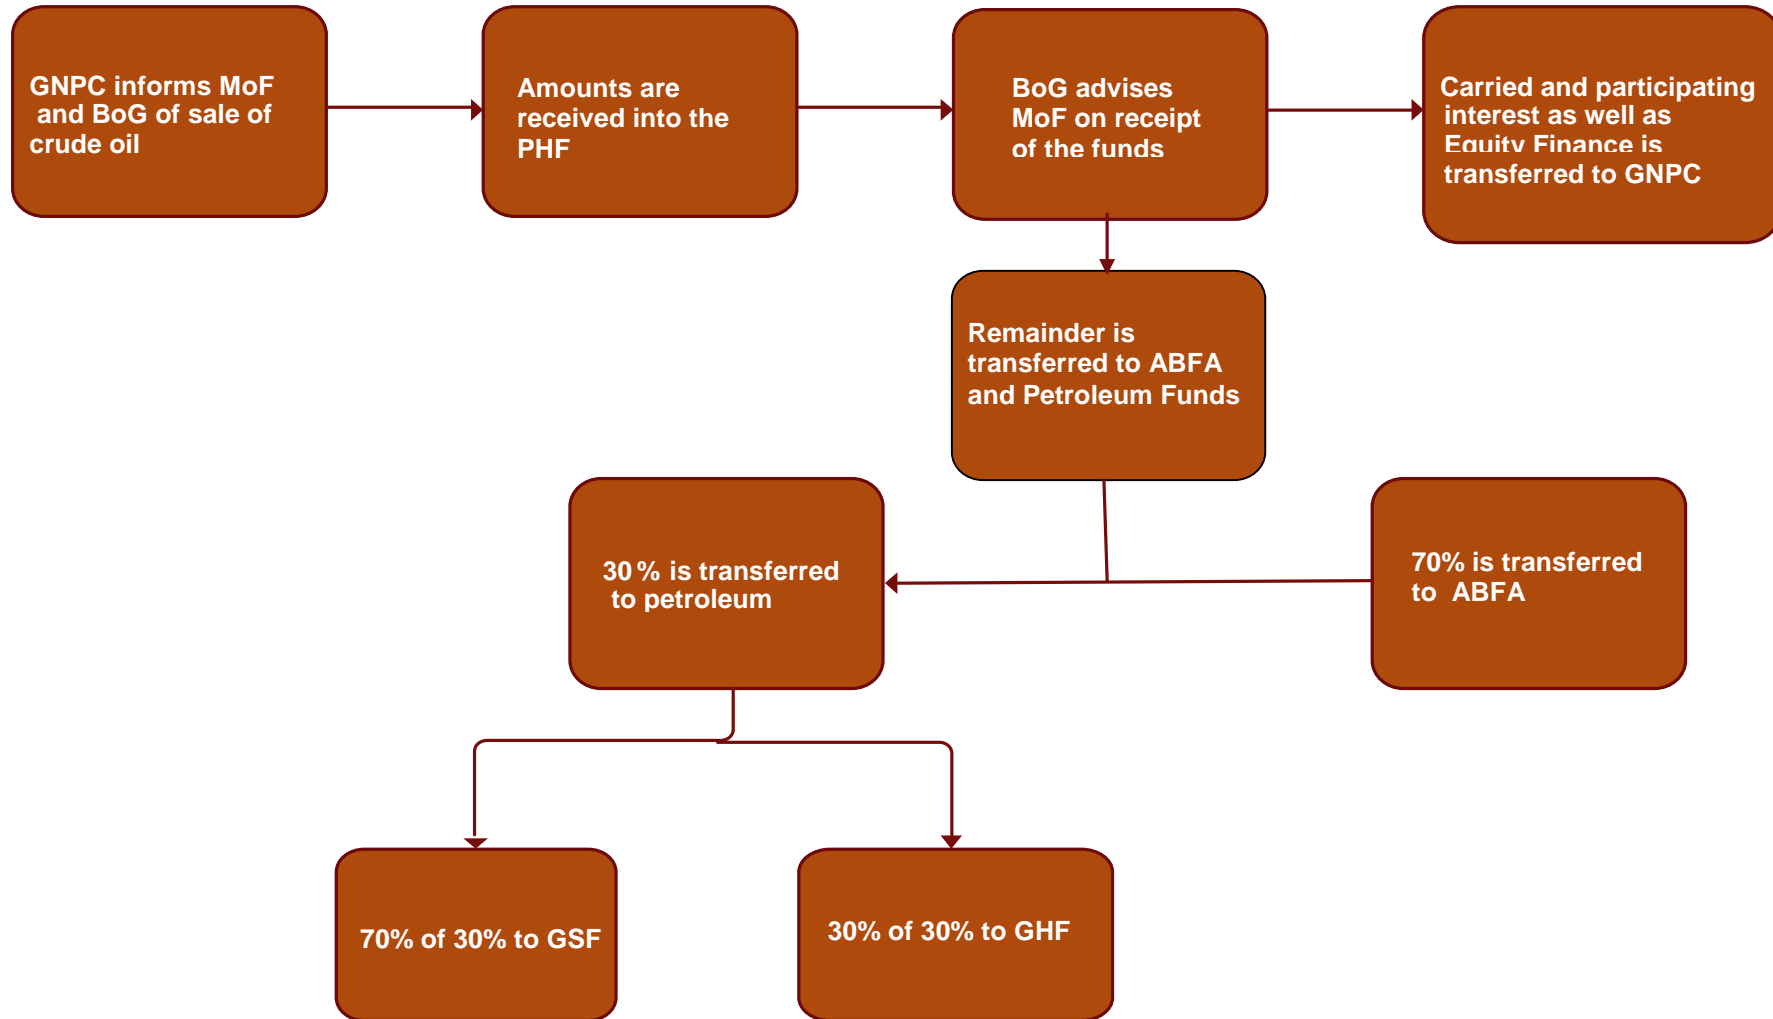 GNPC informs MoF
and BoG of sale of
crude oil
Amounts are
received into the
PHF
BoG advises
MoF on receipt
of the funds
Carried and participating
interest as well as
Equity Finance is
transferred to GNPC
Remainder is
transferred to ABFA
and Petroleum Funds
30 % is transferred
to petroleum
70% is transferred
to ABFA
70% of 30% to GSF
30% of 30% to GHF